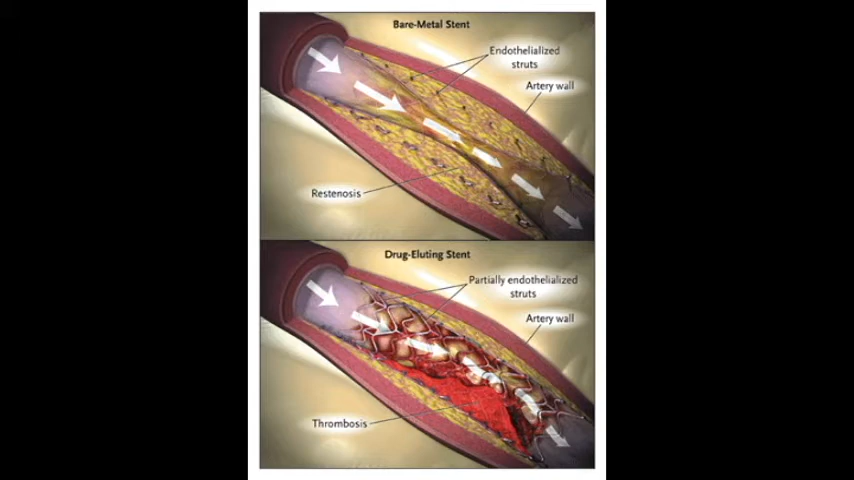 Bare-Metal Stent
Endothelialized
struts
Artery wall
Restenosis
Drug-Eluting Stent
Partially endothelialized
struts
Artery wall
Thrombosis